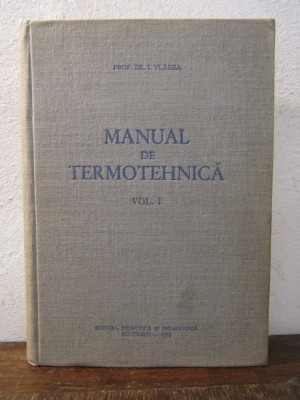 PROF. DR. I. VLĂDEA
MANUAL
DE
TERMOTEHNICĂ
VOL. I
EDITURA DIDACTICĂ ȘI PEDAGOGICĂ
BUCUREȘTI —